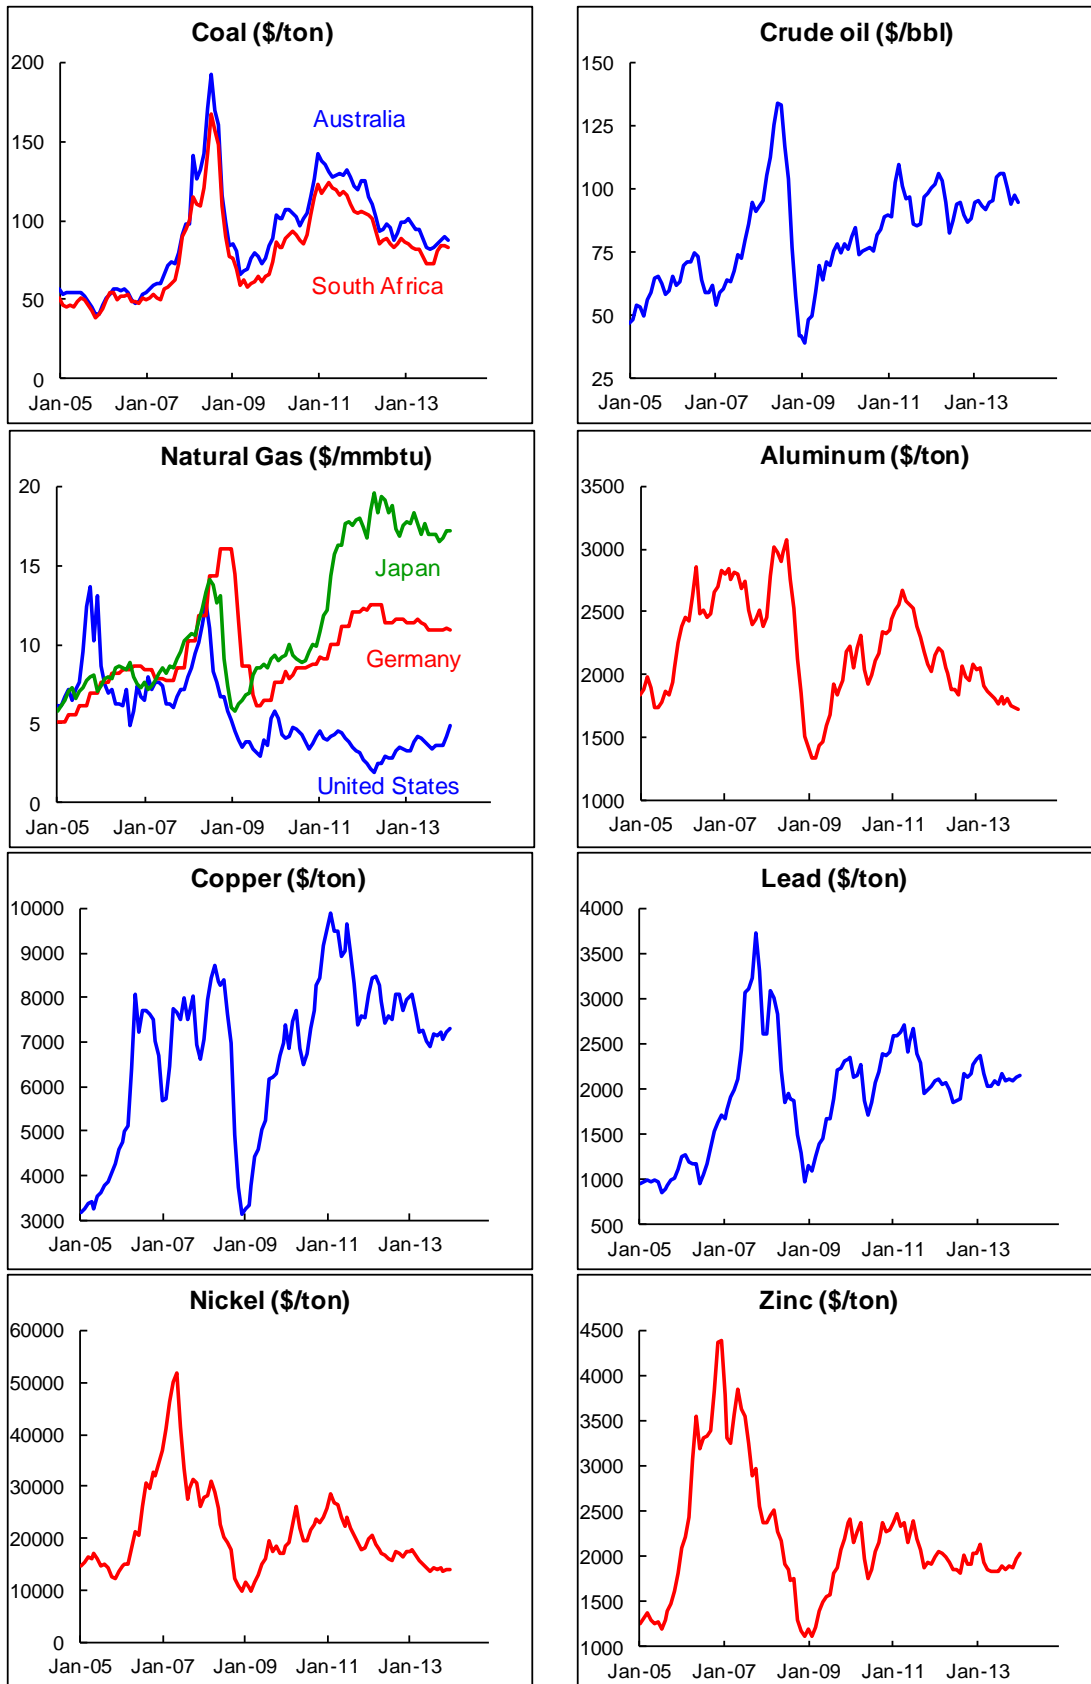 Coal ($/ton)
200
150
100
50
0
Australia
South Africa
Jan-05 Jan-07 Jan-09 Jan-11 Jan-13
Crude oil ($/bbl)
150
125
100
75
50
25
Jan-05 Jan-07 Jan-09 Jan-11 Jan-13
Natural Gas ($/mmbtu)
20
15
10
5
0
Japan
Germany
United States
Jan-05 Jan-07 Jan-09 Jan-11 Jan-13
Aluminum ($/ton)
3500
3000
2500
2000
1500
1000
Jan-05 Jan-07 Jan-09 Jan-11 Jan-13
Copper ($/ton)
10000
9000
8000
7000
6000
5000
4000
3000
Jan-05 Jan-07 Jan-09 Jan-11 Jan-13
Lead ($/ton)
4000
3500
3000
2500
2000
1500
1000
500
Jan-05 Jan-07 Jan-09 Jan-11 Jan-13
Nickel ($/ton)
60000
50000
40000
30000
20000
10000
0
Jan-05 Jan-07 Jan-09 Jan-11 Jan-13
Zinc ($/ton)
4500
4000
3500
3000
2500
2000
1500
1000
Jan-05 Jan-07 Jan-09 Jan-11 Jan-13